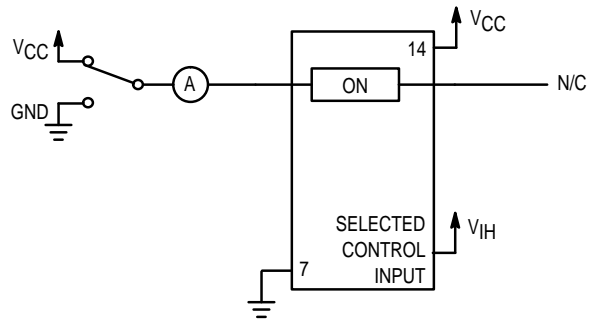 VCC
14
VCC
A
ON
N/C
GND
SELECTED
CONTROL
INPUT
VIH
7